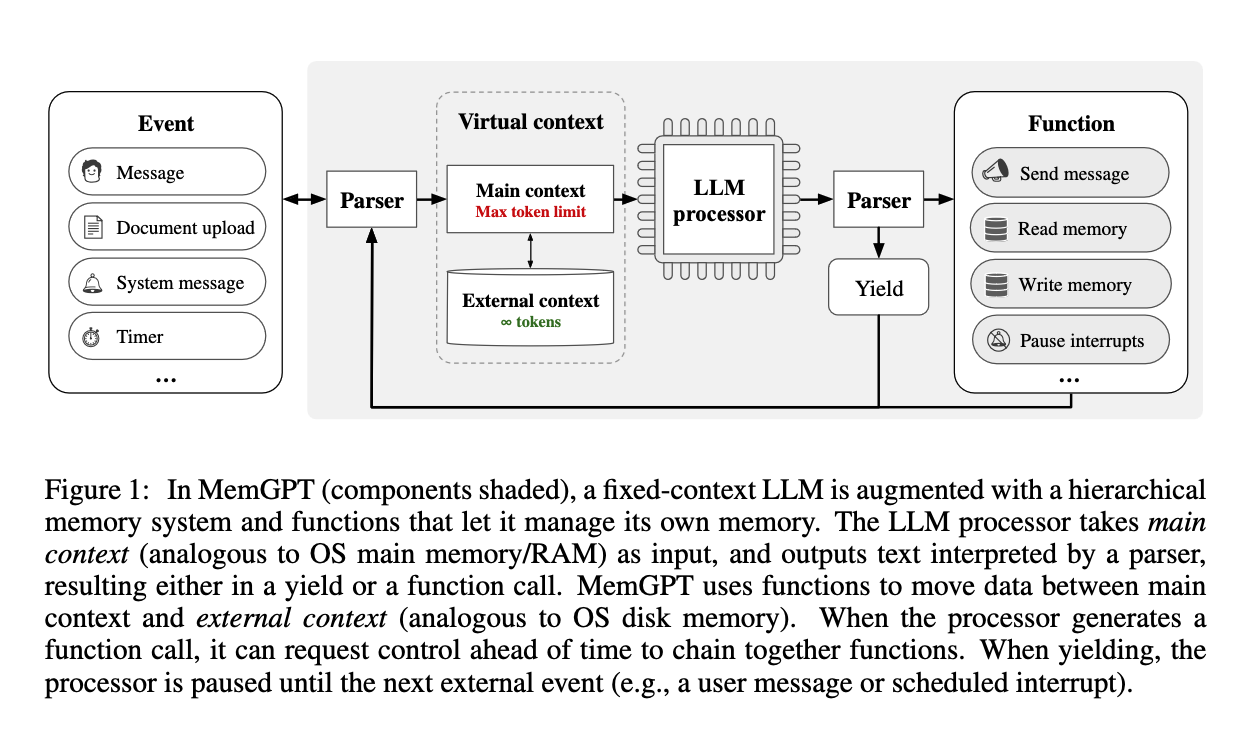 Event
Message
Document upload
System message
Timer
...
Parser
Virtual context
Main context
Max token limit
External context
∞ tokens
LLM
processor
Parser
Yield
Function
Send message
Read memory
Write memory
Pause interrupts
...
Figure 1: In MemGPT (components shaded), a fixed-context LLM is augmented with a hierarchical
memory system and functions that let it manage its own memory. The LLM processor takes main
context (analogous to OS main memory/RAM) as input, and outputs text interpreted by a parser,
resulting either in a yield or a function call. MemGPT uses functions to move data between main
context and external context (analogous to OS disk memory). When the processor generates a
function call, it can request control ahead of time to chain together functions. When yielding, the
processor is paused until the next external event (e.g., a user message or scheduled interrupt).